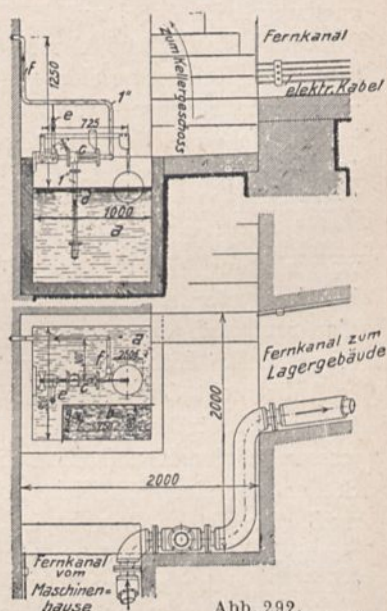 zum Kellergeschoss
Fernkanal
elektr. Kabel
1250
f
1"
725
e
c
1"
d
1000
a
a
f
e
c
b
Fernkanal zum
Lagergebäude
2000
2000
Fernkanal
vom
Maschinen-
hause
Abb. 292